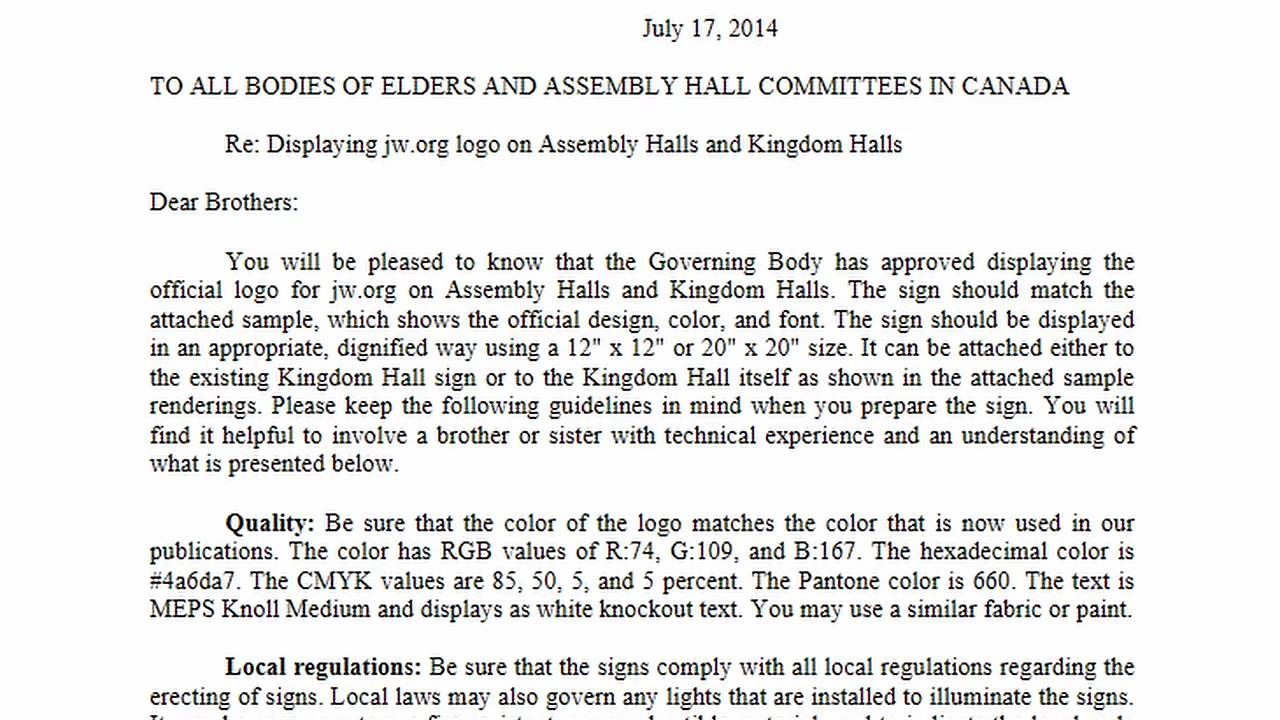 July 17, 2014
TO ALL BODIES OF ELDERS AND ASSEMBLY HALL COMMITTEES IN CANADA
Re: Displaying jw.org logo on Assembly Halls and Kingdom Halls
Dear Brothers:
You will be pleased to know that the Governing Body has approved displaying the
official logo for jw.org on Assembly Halls and Kingdom Halls. The sign should match the
attached sample, which shows the official design, color, and font. The sign should be displayed
in an appropriate, dignified way using a 12" x 12" or 20" x 20" size. It can be attached either to
the existing Kingdom Hall sign or to the Kingdom Hall itself as shown in the attached sample
renderings. Please keep the following guidelines in mind when you prepare the sign. You will
find it helpful to involve a brother or sister with technical experience and an understanding of
what is presented below.
Quality: Be sure that the color of the logo matches the color that is now used in our
publications. The color has RGB values of R:74, G:109, and B:167. The hexadecimal color is
#4a6da7. The CMYK values are 85, 50, 5, and 5 percent. The Pantone color is 660. The text is
MEPS Knoll Medium and displays as white knockout text. You may use a similar fabric or paint.
Local regulations: Be sure that the signs comply with all local regulations regarding the
erecting of signs. Local laws may also govern any lights that are installed to illuminate the signs.